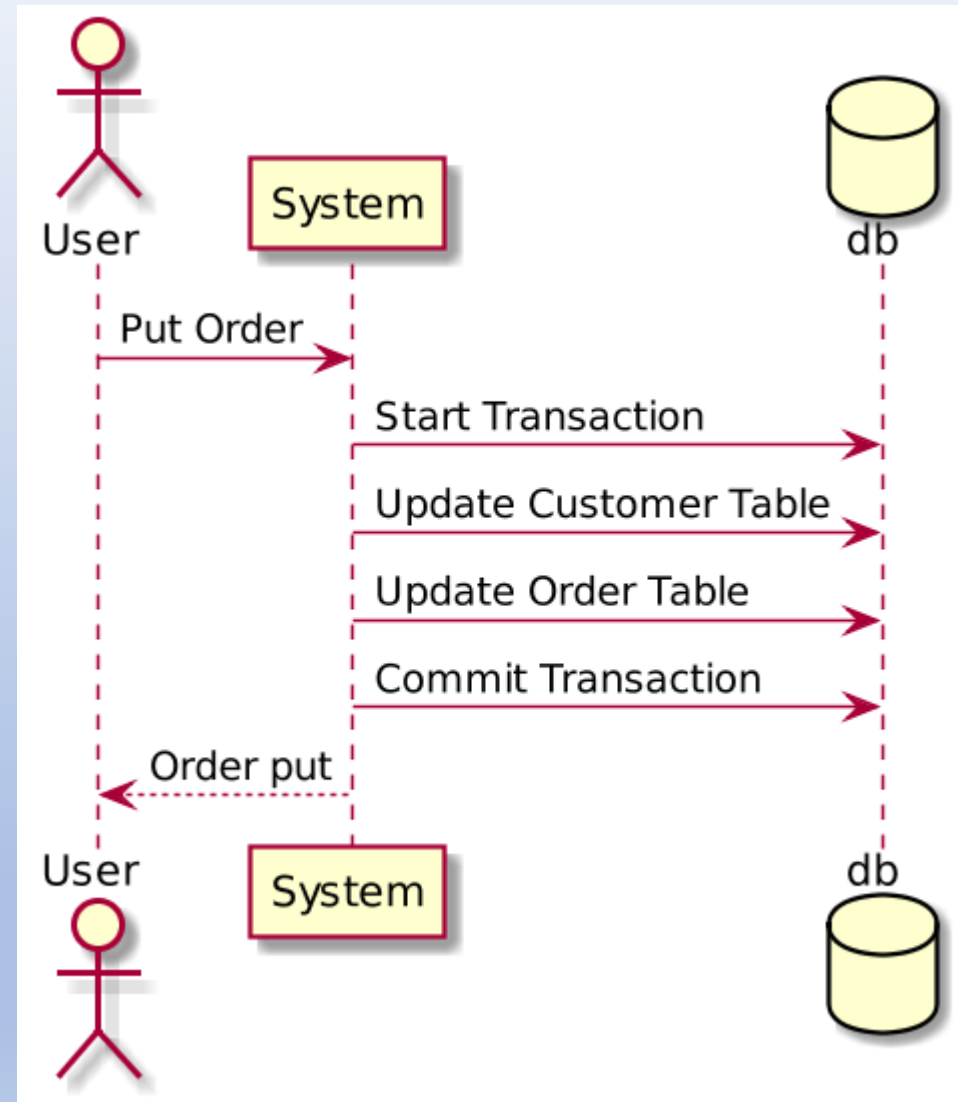 User
System
db
Put Order
Start Transaction
Update Customer Table
Update Order Table
Commit Transaction
Order put
User
System
db